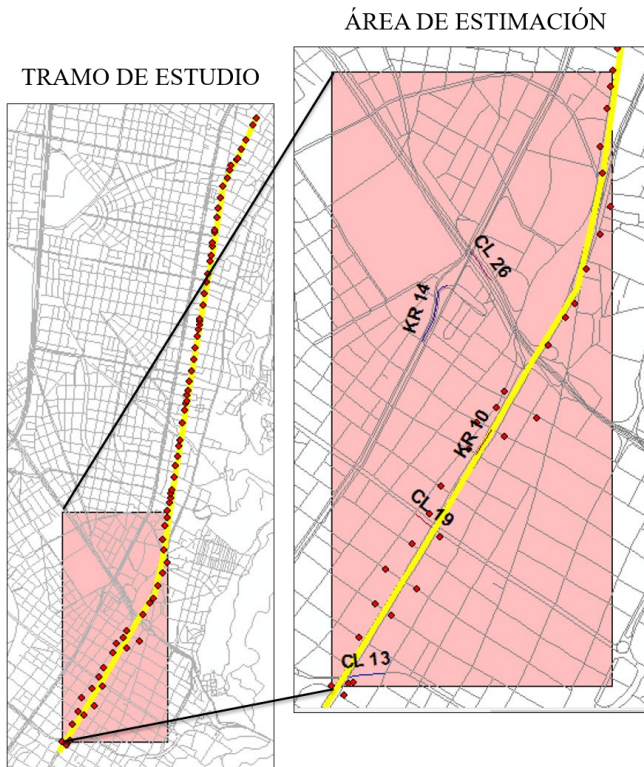 ÁREA DE ESTIMACIÓN
TRAMO DE ESTUDIO
CL 26
KR 14
KR 10
CL 19
CL 13